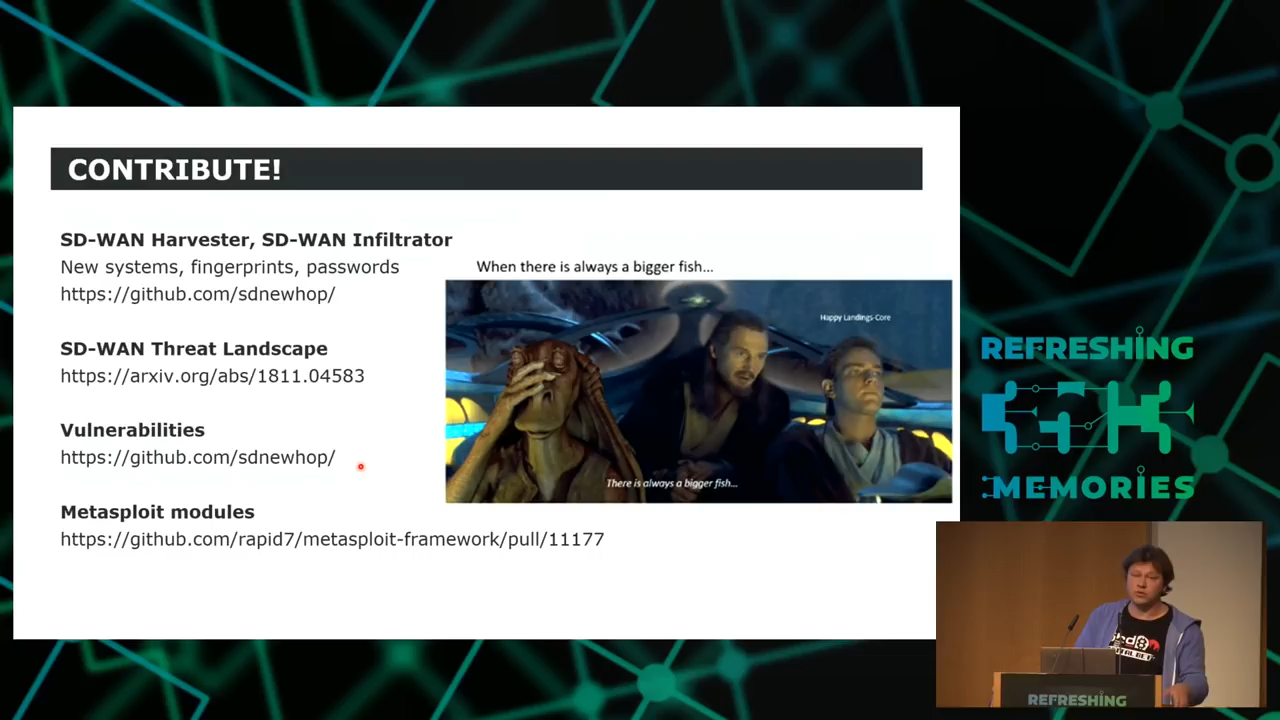 CONTRIBUTE!
SD-WAN Harvester, SD-WAN Infiltrator
New systems, fingerprints, passwords
https://github.com/sdnewhop/
SD-WAN Threat Landscape
https://arxiv.org/abs/1811.04583
Vulnerabilities
https://github.com/sdnewhop/
Metasploit modules
https://github.com/rapid7/metasploit-framework/pull/11177
When there is always a bigger fish...
Happy Landings-Core
There is always a bigger fish...
REFRESHING
MEMORIES
REFRESHING